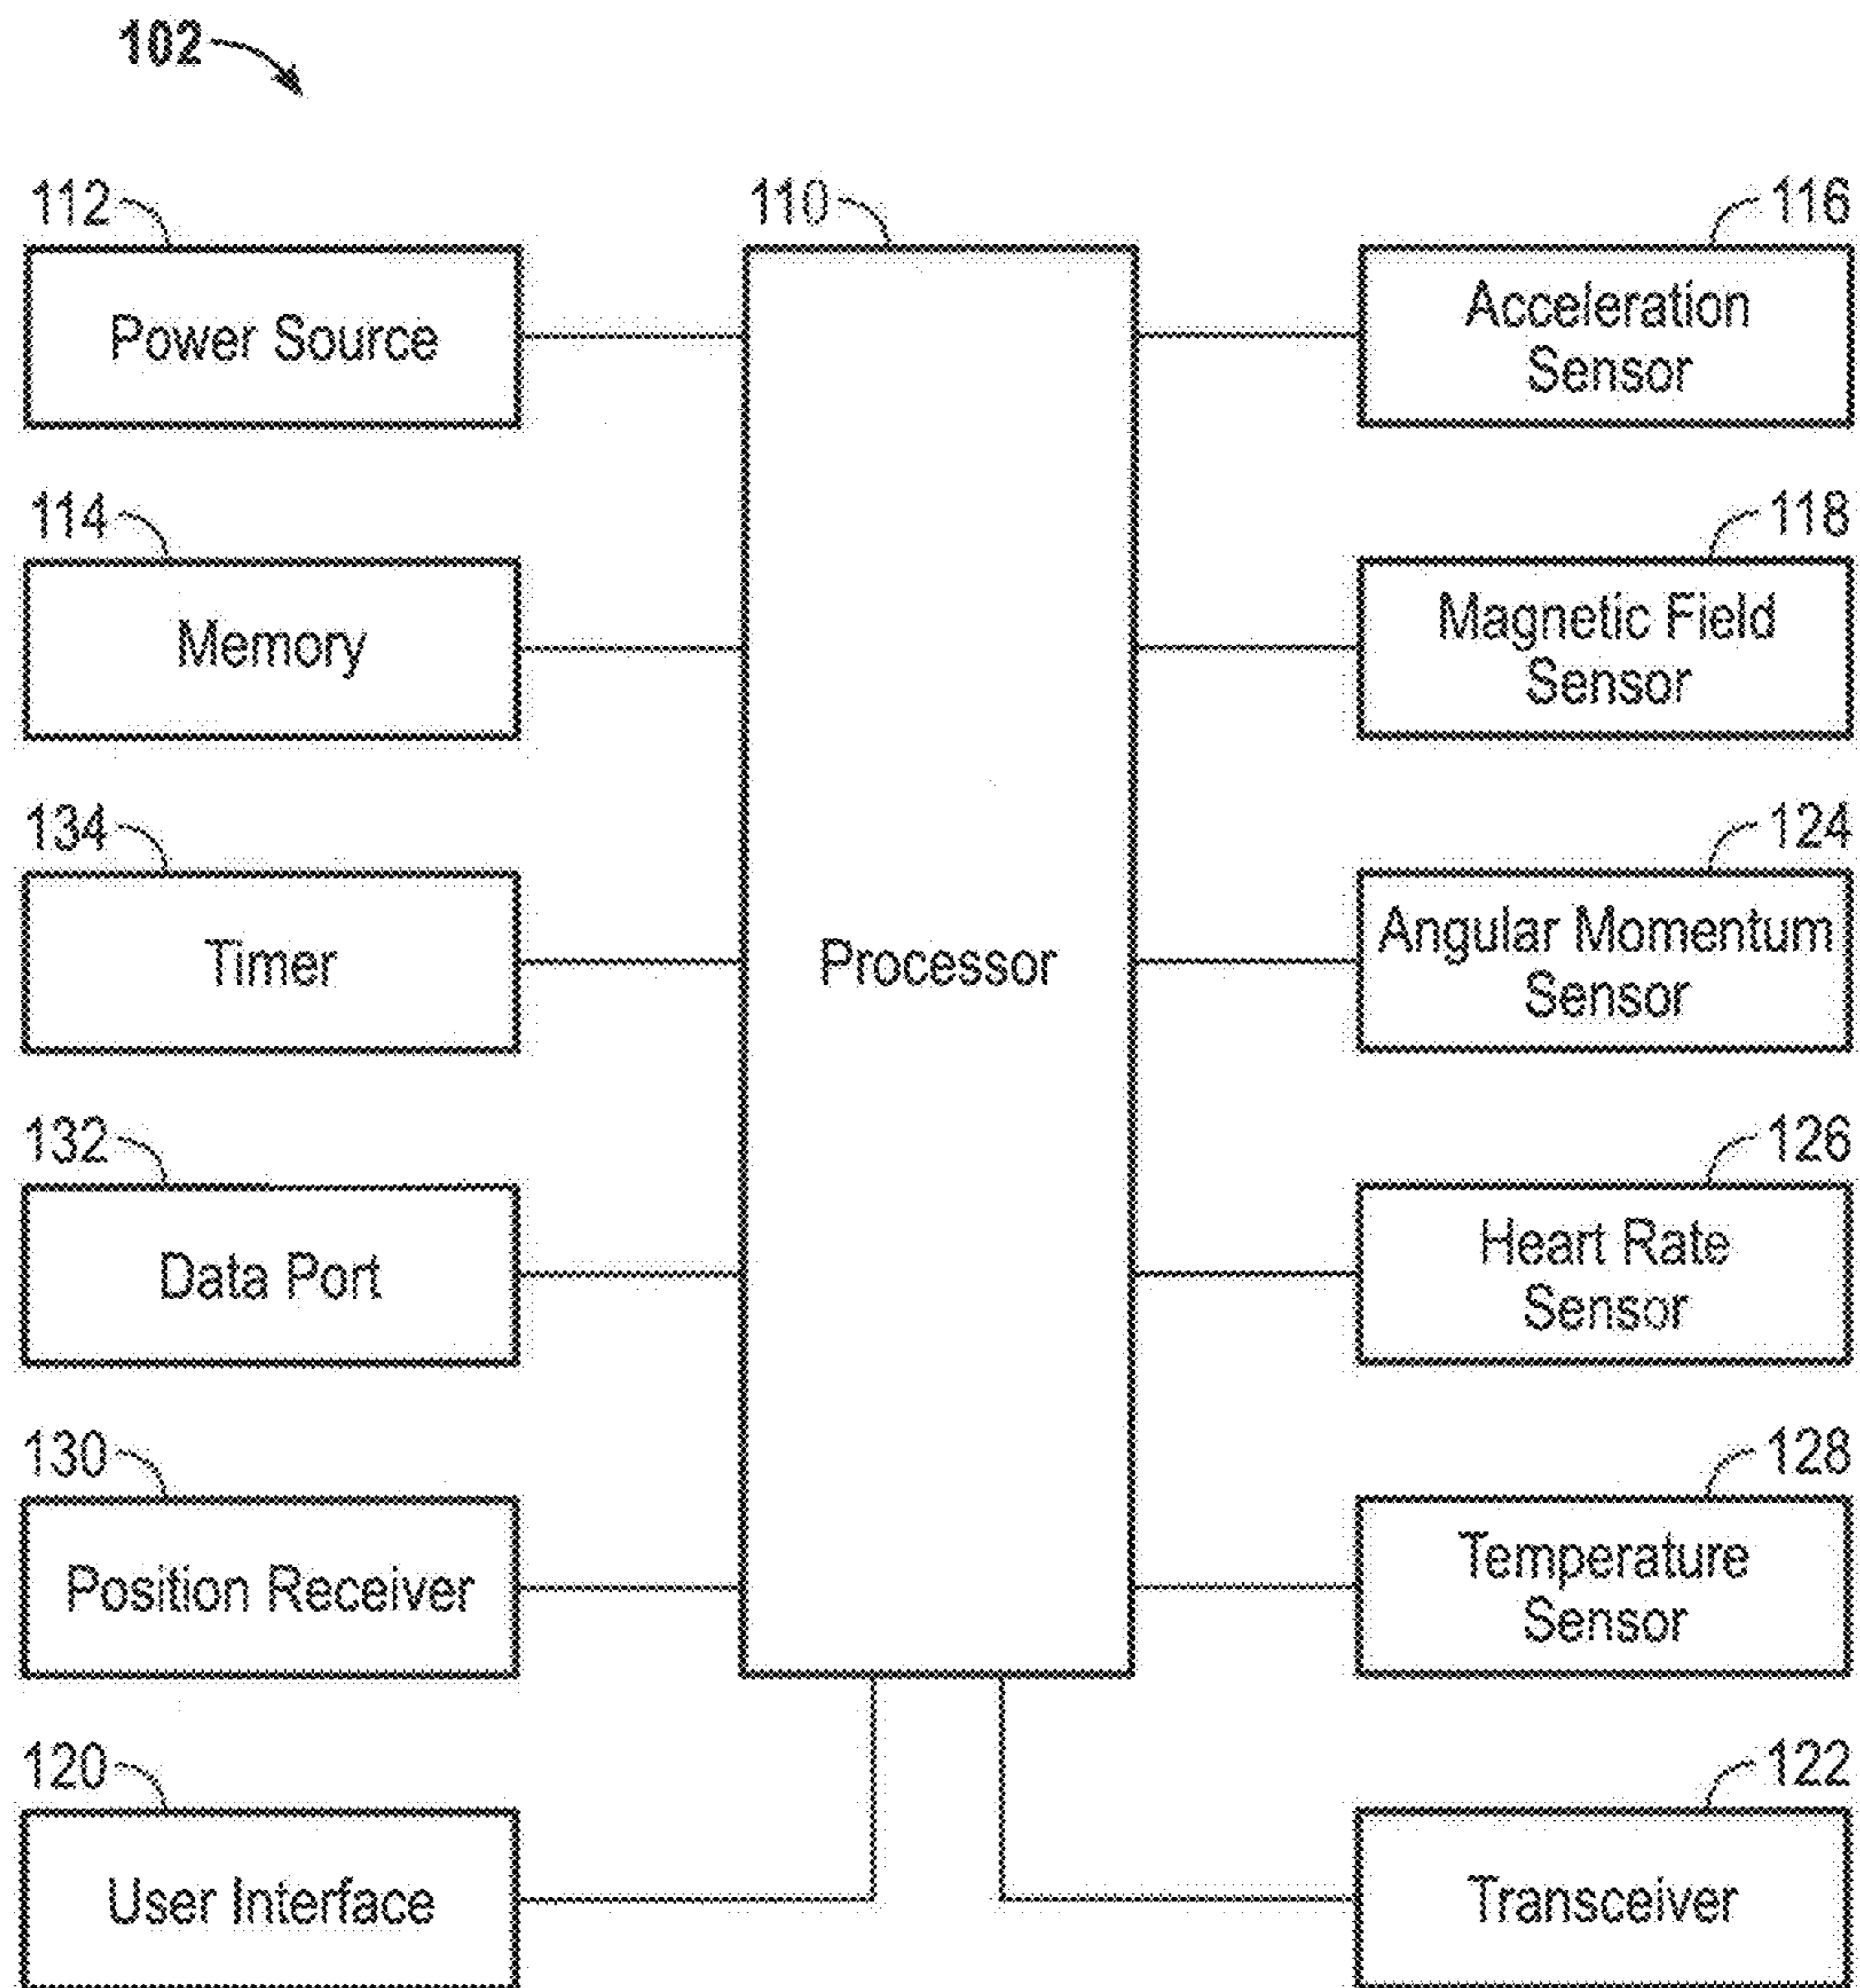 102
112
110
116
Power Source
Acceleration
Sensor
114
118
Memory
Magnetic Field
Sensor
134
124
Timer
Processor
Angular Momentum
Sensor
132
126
Data Port
Heart Rate
Sensor
130
128
Position Receiver
Temperature
Sensor
120
122
User Interface
Transceiver